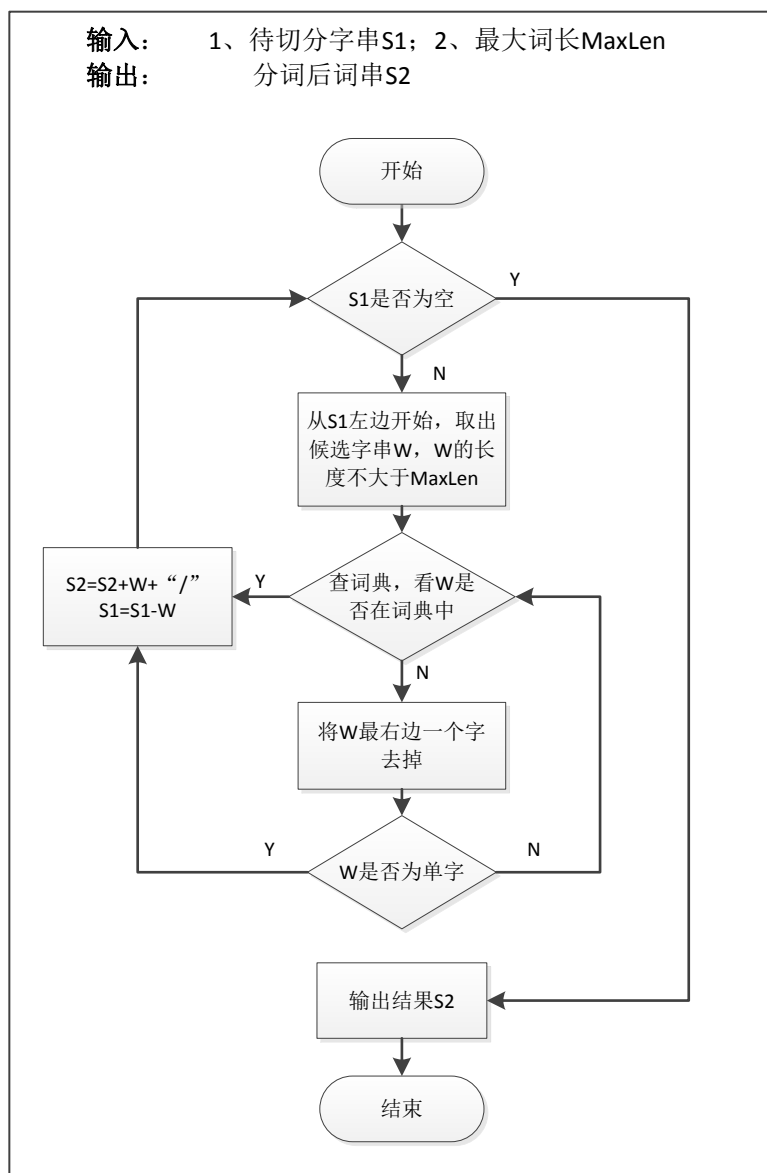 输入： 1、待切分字串S1；2、最大词长MaxLen
输出： 分词后词串S2
开始
S1是否为空
Y
N
从S1左边开始，取出
候选字串W，W的长
度不大于MaxLen
查词典，看W是
否在词典中
Y
S2=S2+W+“/”
S1=S1-W
N
将W最右边一个字
去掉
W是否为单字
Y
N
输出结果S2
结束